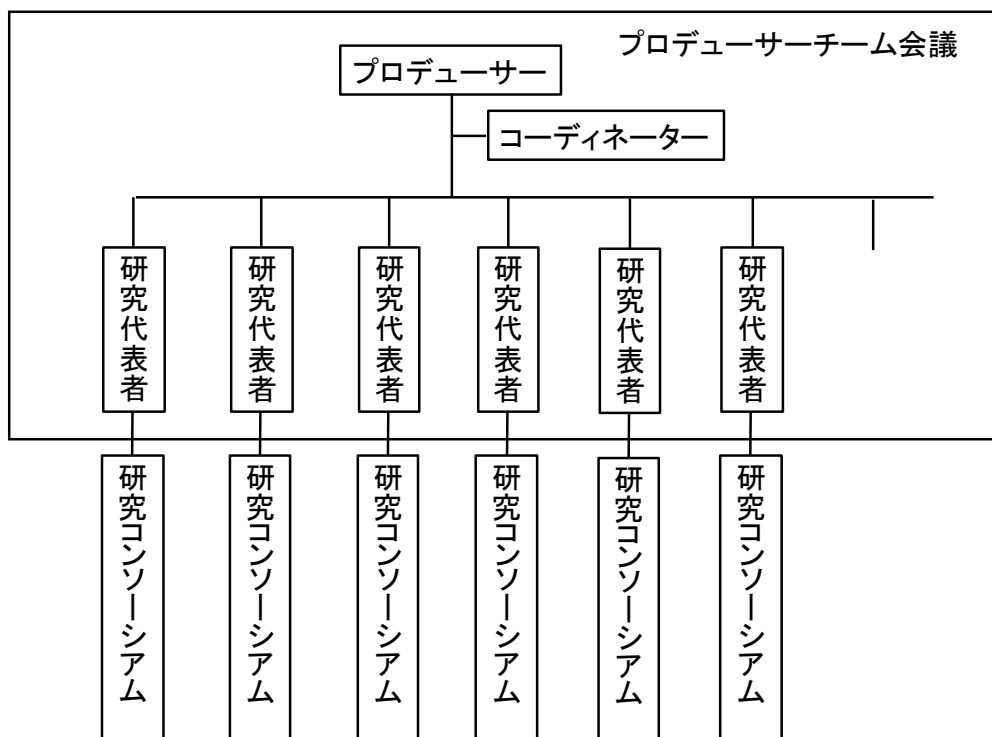 プロデューサーチーム会議
プロデューサー
コーディネーター
研究代表者
研究代表者
研究代表者
研究代表者
研究代表者
研究代表者
研究コンソーシアム
研究コンソーシアム
研究コンソーシアム
研究コンソーシアム
研究コンソーシアム
研究コンソーシアム